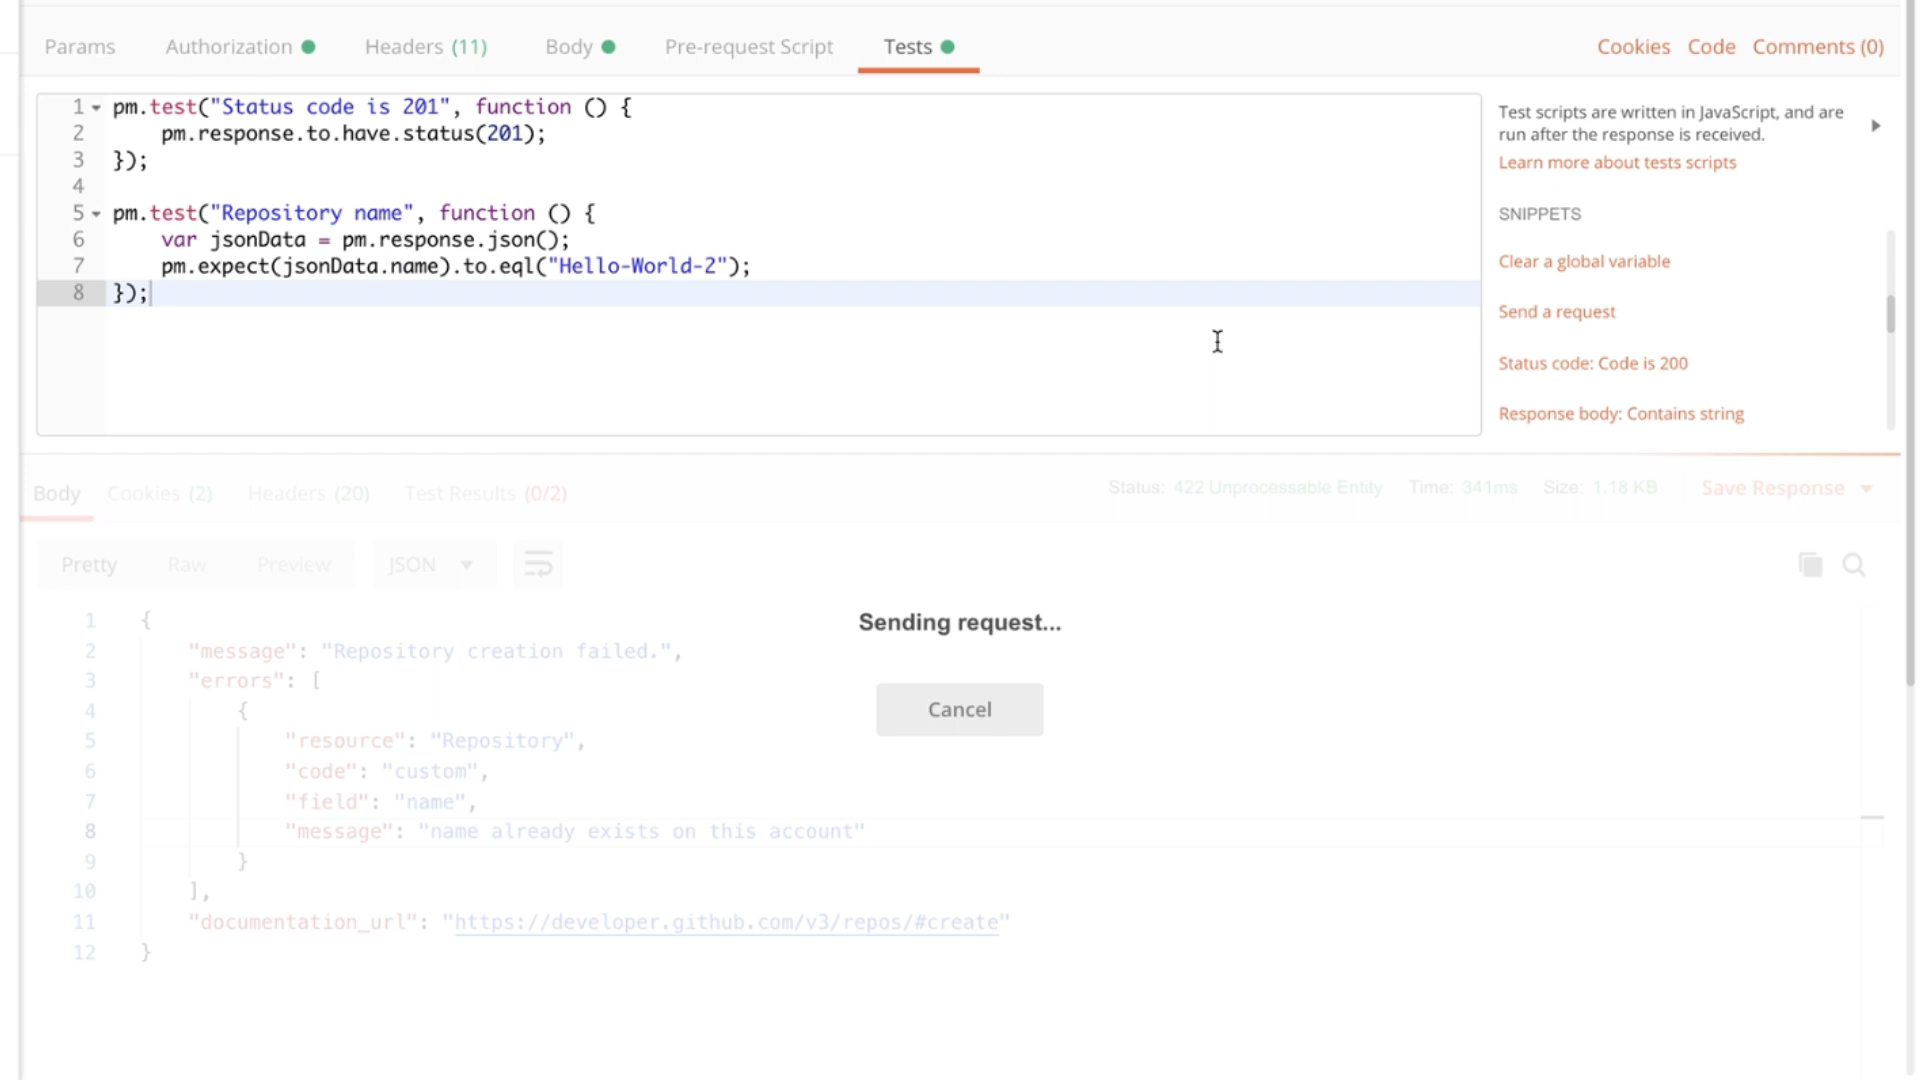 Params Authorization Headers (11) Body Pre-request Script Tests Cookies Code Comments (0)
1 pm.test("Status code is 201", function () {
2 pm.response.to.have.status(201);
3 });
4
5 pm.test("Repository name", function () {
6 var jsonData = pm.response.json();
7 pm.expect(jsonData.name).to.eql("Hello-World-2");
8 });
Test scripts are written in JavaScript, and are
run after the response is received.
Learn more about tests scripts
SNIPPETS
Clear a global variable
Send a request
Status code: Code is 200
Response body: Contains string
Body Cookies (2) Headers (20) Test Results (0/2) Status: 422 Unprocessable Entity Time: 341ms Size: 1.18 KB Save Response
Pretty Raw Preview JSON
Sending request...
Cancel
1 {
2 "message": "Repository creation failed.",
3 "errors": [
4 {
5 "resource": "Repository",
6 "code": "custom",
7 "field": "name",
8 "message": "name already exists on this account"
9 }
10 ],
11 "documentation_url": "https://developer.github.com/v3/repos/#create"
12 }